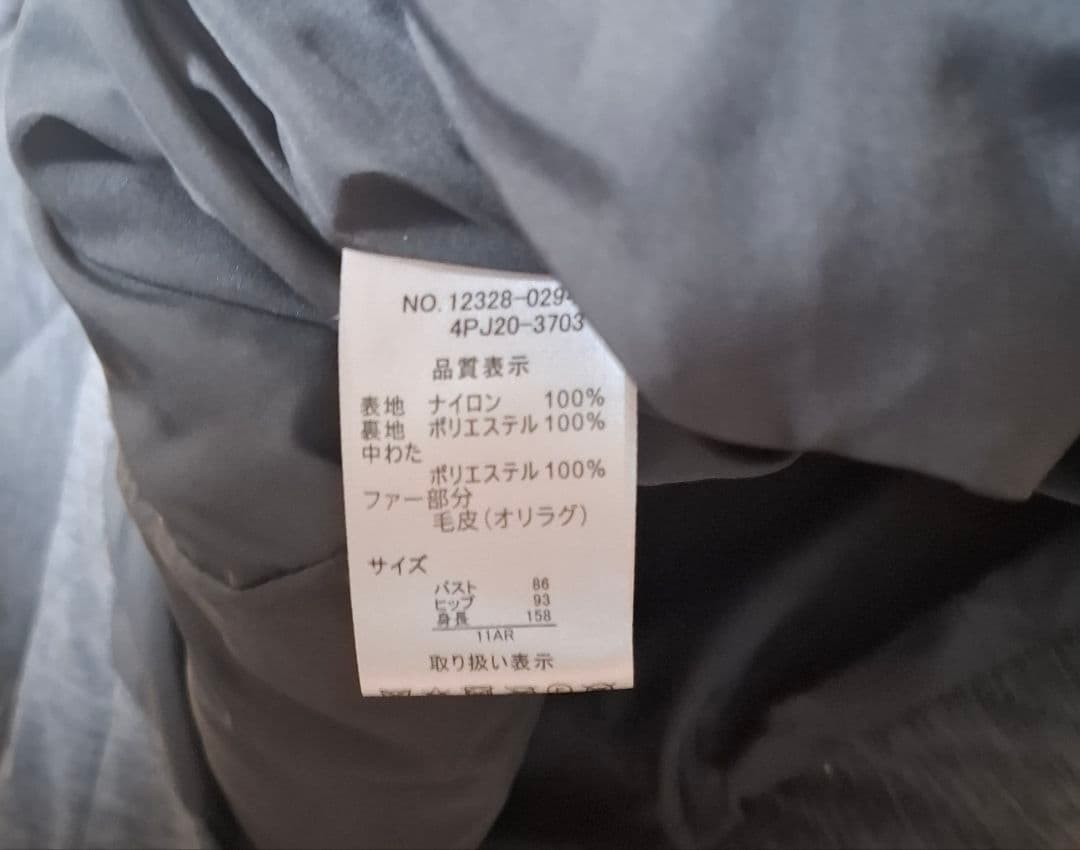 NO. 12328-029
4PJ20-3703
品質表示
表地 ナイロン 100%
裏地 ポリエステル 100%
中わた
ポリエステル 100%
ファー部分
毛皮(オリラグ)
サイズ
バスト 86
ヒップ 93
身長 158
11AR
取り扱い表示